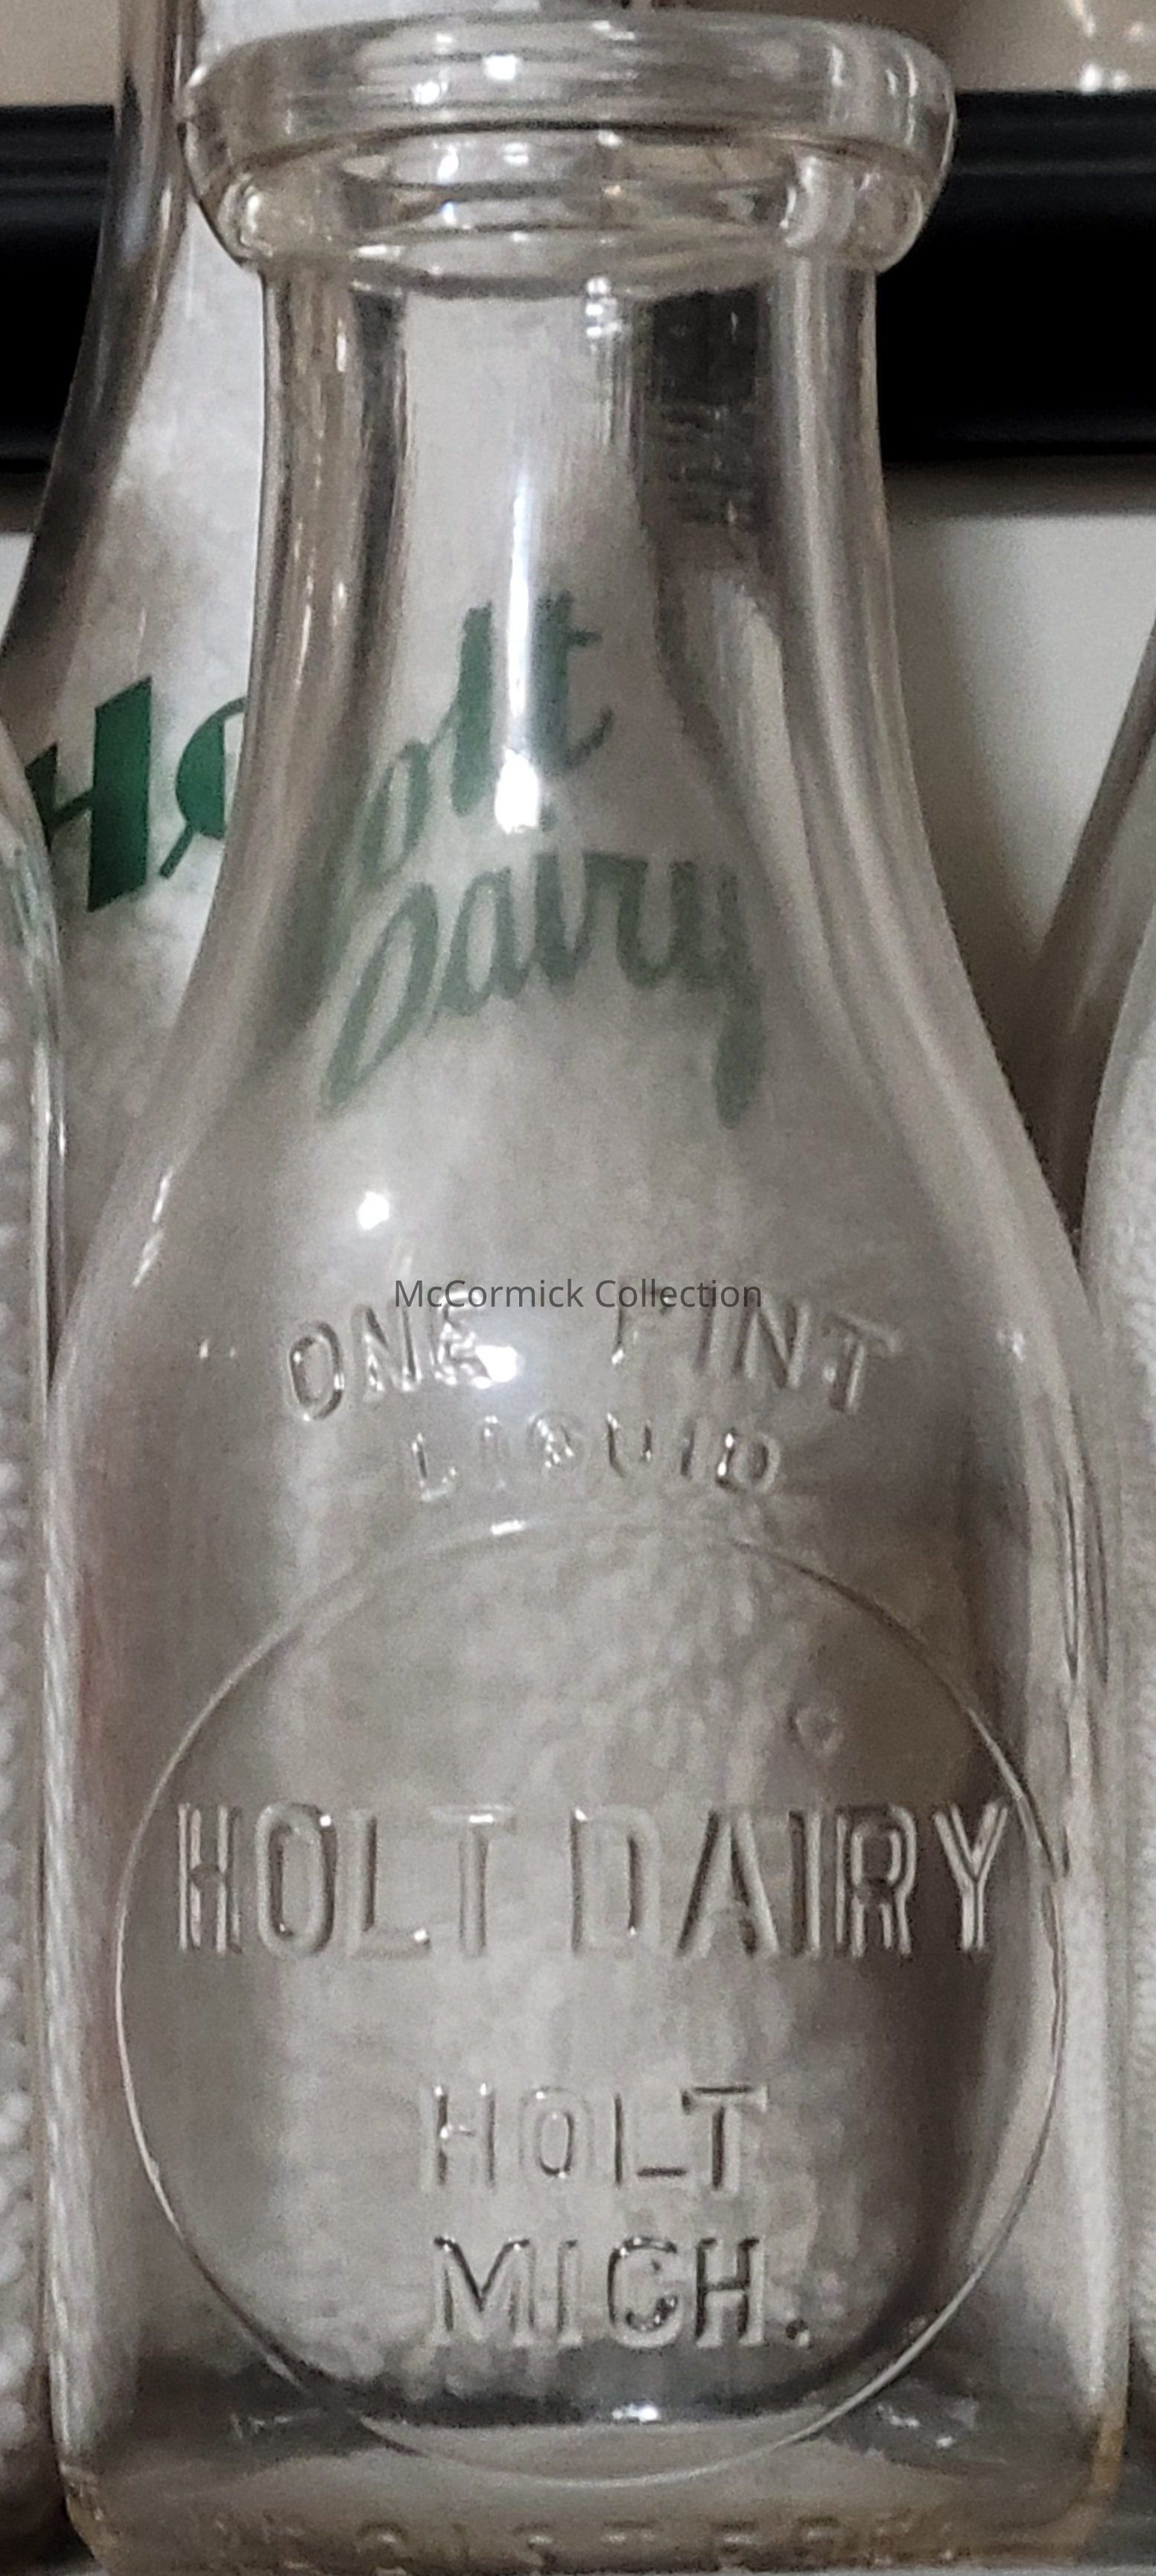 Holt
Dairy
McCormick Collection
ONE PINT
LIQUID
HOLT DAIRY
HOLT
MICH.